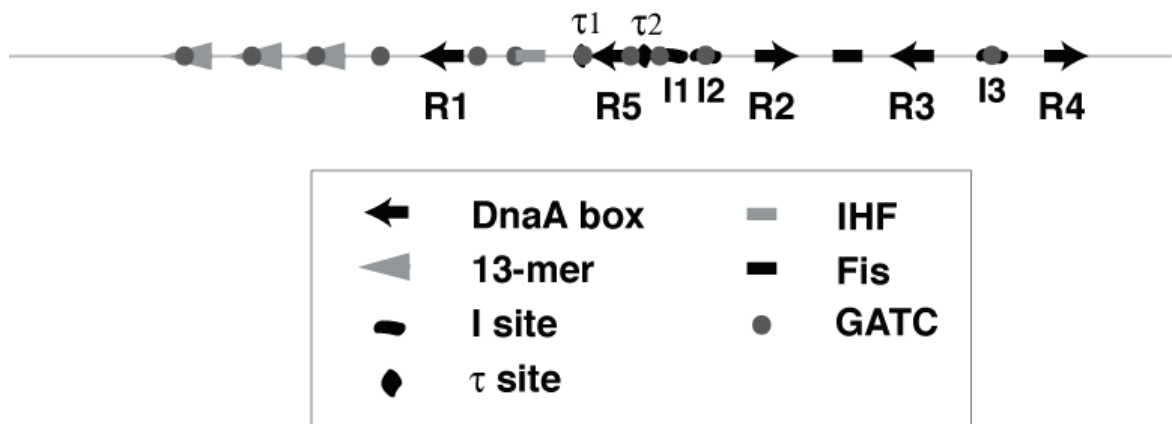 τ1 τ2
R1 R5 I1 I2 R2 R3 I3 R4
DnaA box IHF
13-mer Fis
I site GATC
τ site